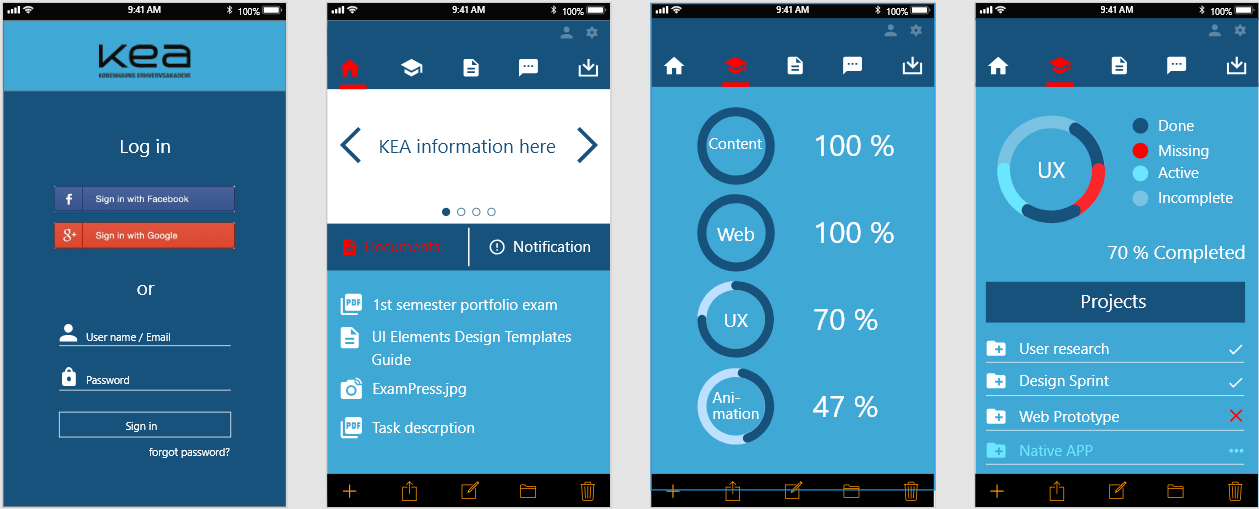 9:41 AM 100%
kea
KØBENHAVNS ERHVERVSAKADEMI
Log in
f Sign in with Facebook
g+ Sign in with Google
or
User name / Email
Password
Sign in
forgot password?
9:41 AM 100%
KEA information here
Documents Notification
PDF 1st semester portfolio exam
UI Elements Design Templates
Guide
ExamPress.jpg
PDF Task descrption
9:41 AM 100%
Content 100 %
Web 100 %
UX 70 %
Ani-
mation 47 %
9:41 AM 100%
UX
Done
Missing
Active
Incomplete
70 % Completed
Projects
User research
Design Sprint
Web Prototype
Native APP